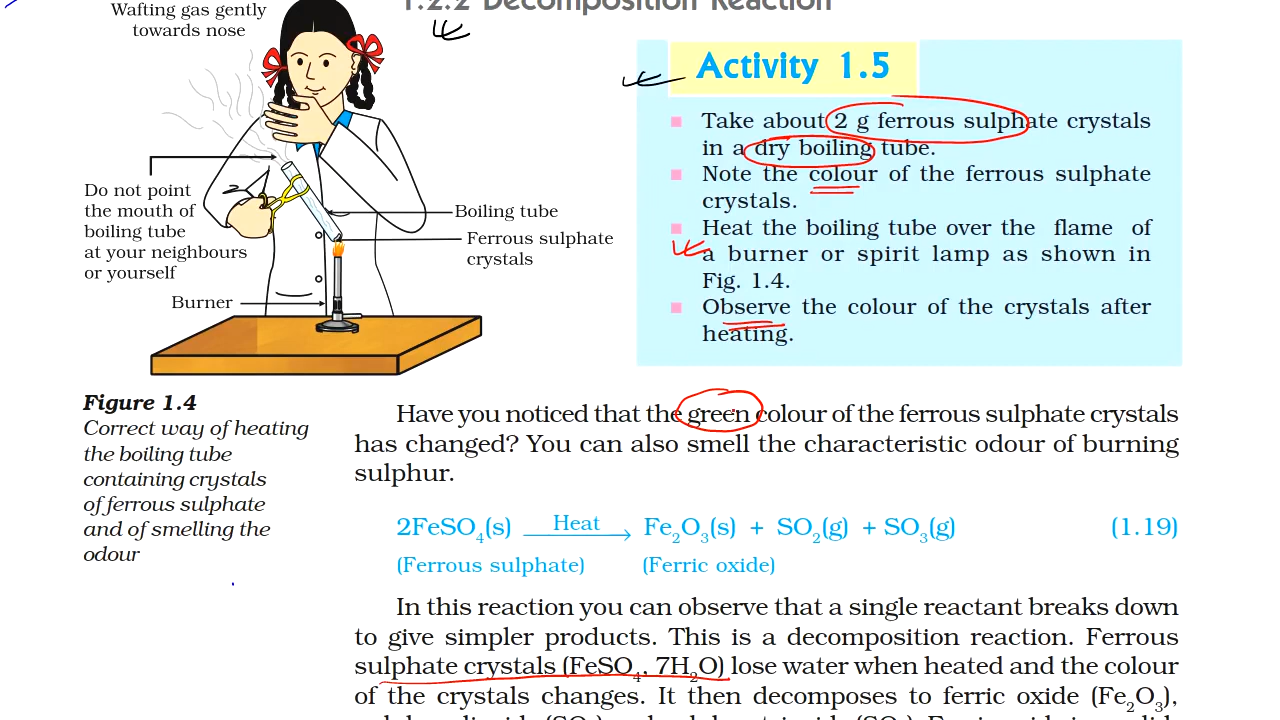 Wafting gas gently
towards nose
1.2.2 Decomposition Reaction
Do not point
the mouth of
boiling tube
at your neighbours
or yourself
Boiling tube
Ferrous sulphate
crystals
Burner
Activity 1.5
Take about 2 g ferrous sulphate crystals
in a dry boiling tube.
Note the colour of the ferrous sulphate
crystals.
Heat the boiling tube over the flame of
a burner or spirit lamp as shown in
Fig. 1.4.
Observe the colour of the crystals after
heating.
Figure 1.4
Correct way of heating
the boiling tube
containing crystals
of ferrous sulphate
and of smelling the
odour
Have you noticed that the green colour of the ferrous sulphate crystals
has changed? You can also smell the characteristic odour of burning
sulphur.
2FeSO₄(s) Heat → Fe₂O₃(s) + SO₂(g) + SO₃(g) (1.19)
(Ferrous sulphate) (Ferric oxide)
In this reaction you can observe that a single reactant breaks down
to give simpler products. This is a decomposition reaction. Ferrous
sulphate crystals (FeSO₄, 7H₂O) lose water when heated and the colour
of the crystals changes. It then decomposes to ferric oxide (Fe₂O₃),